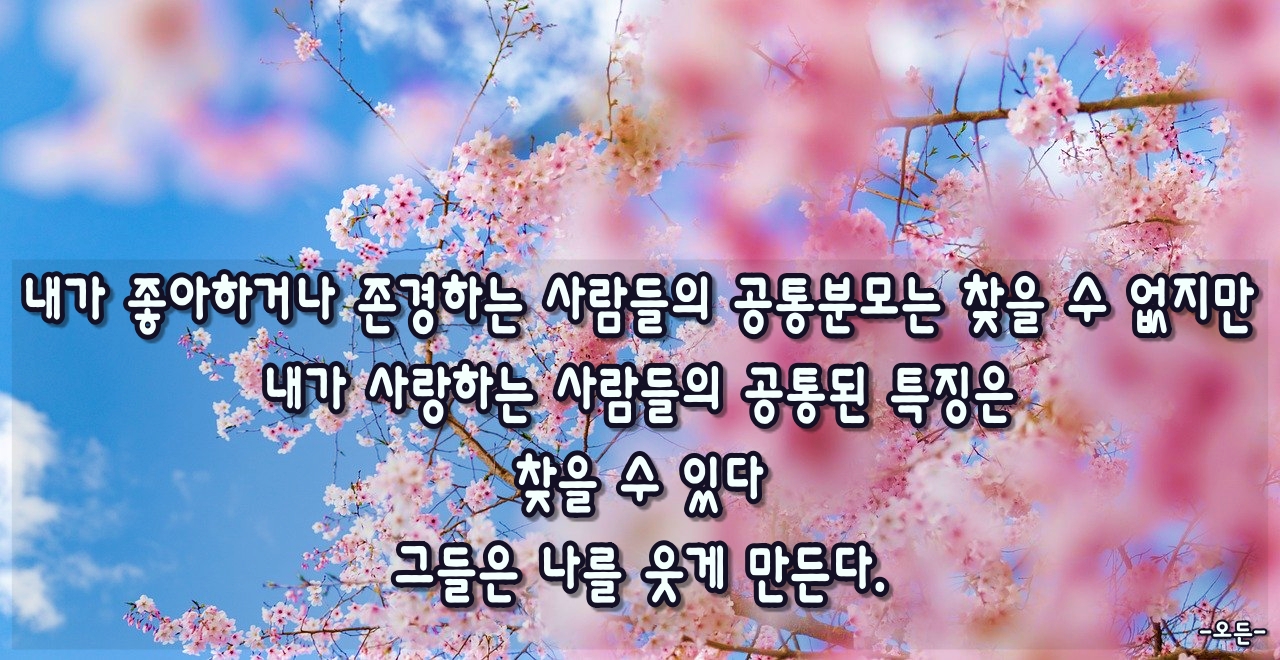 내가 좋아하거나 존경하는 사람들의 공통분모는 찾을 수 없지만
내가 사랑하는 사람들의 공통된 특징은
찾을 수 있다
그들은 나를 웃게 만든다.
-오든-